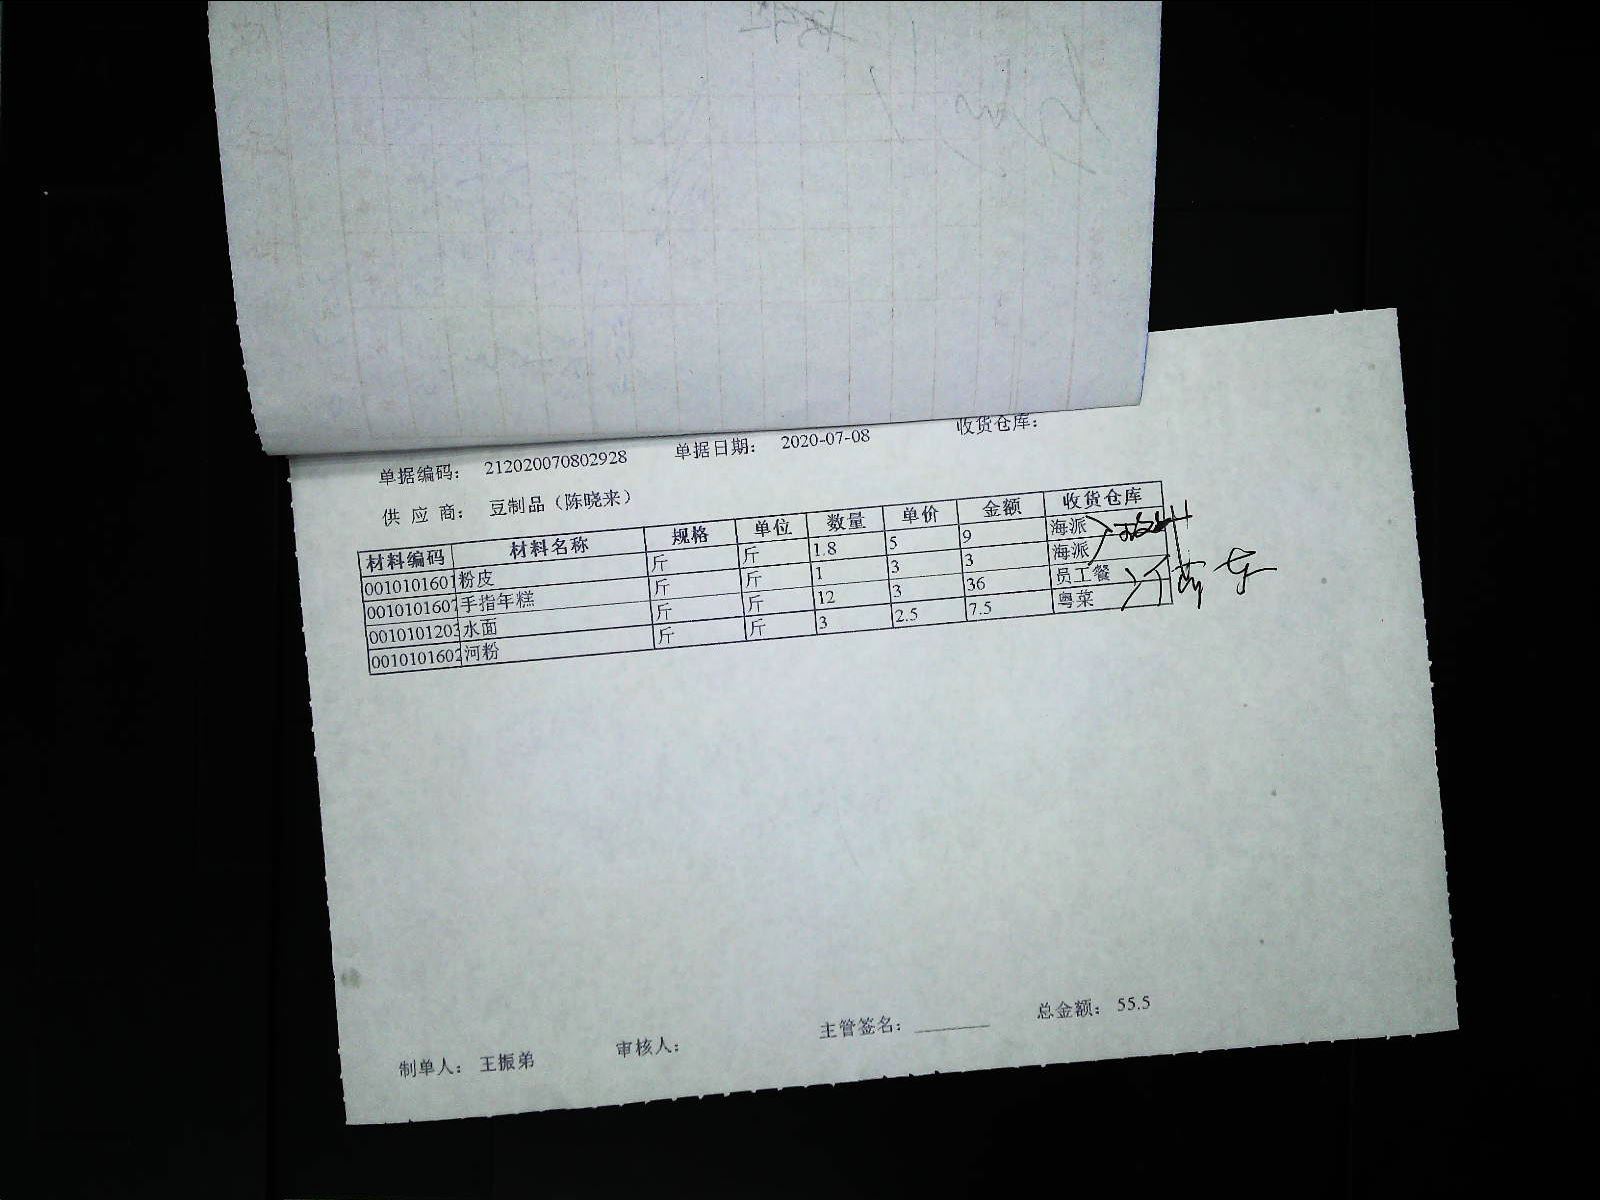 单据编码： 212020070802928 单据日期： 2020-07-08 收货仓库：
供 应 商： 豆制品（陈晓来）
材料编码 材料名称 规格 单位 数量 单价 金额 收货仓库
0010101601 粉皮 斤 斤 1.8 5 9 海派
0010101607 手指年糕 斤 斤 1 3 3 海派
0010101203 水面 斤 斤 12 3 36 员工餐
0010101602 河粉 斤 斤 3 2.5 7.5 粤菜
制单人： 王振弟 审核人： 主管签名： 总金额： 55.5